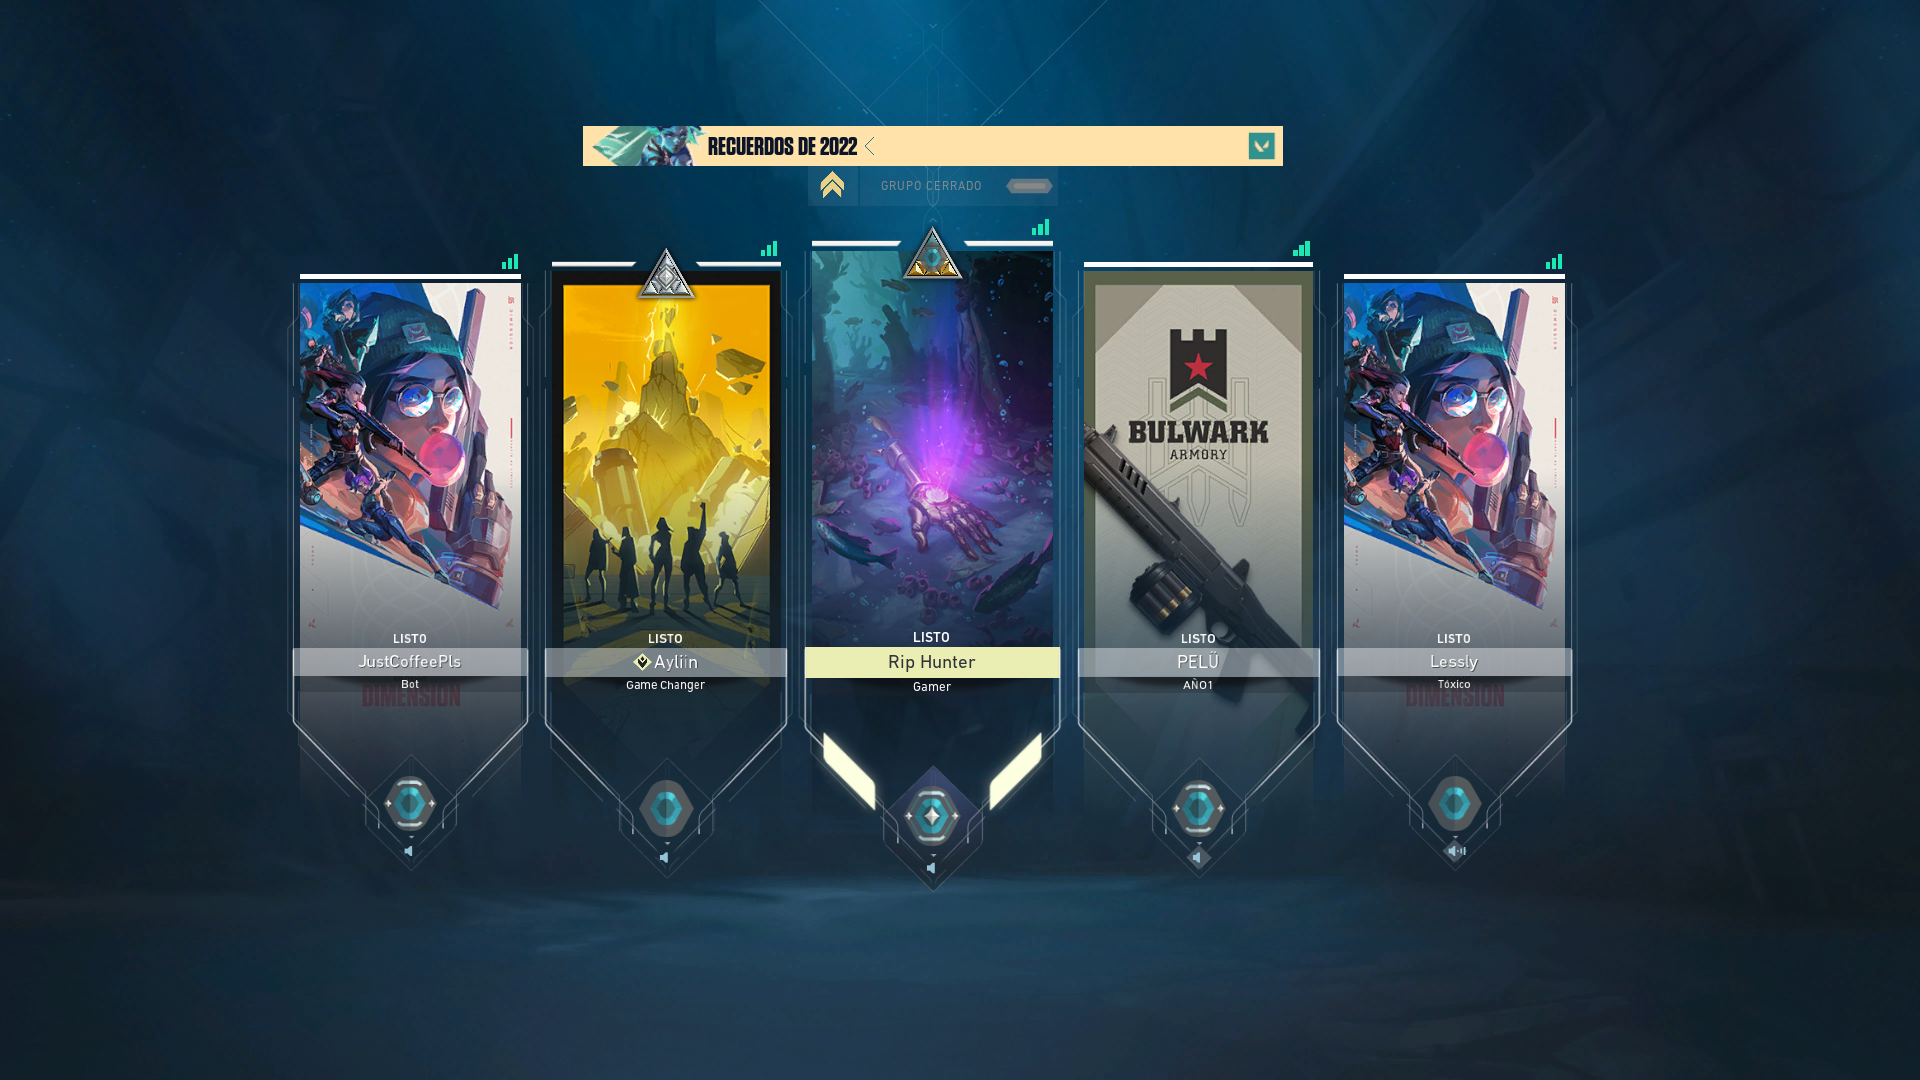 RECUERDOS DE 2022
GRUPO CERRADO
LISTO
JustCoffeePls
Bot
DIMENSION
LISTO
Ayliin
Game Changer
LISTO
Rip Hunter
Gamer
BULWARK
ARMORY
LISTO
PELÜ
AÑO1
LISTO
Lessly
Tóxico
DIMENSION